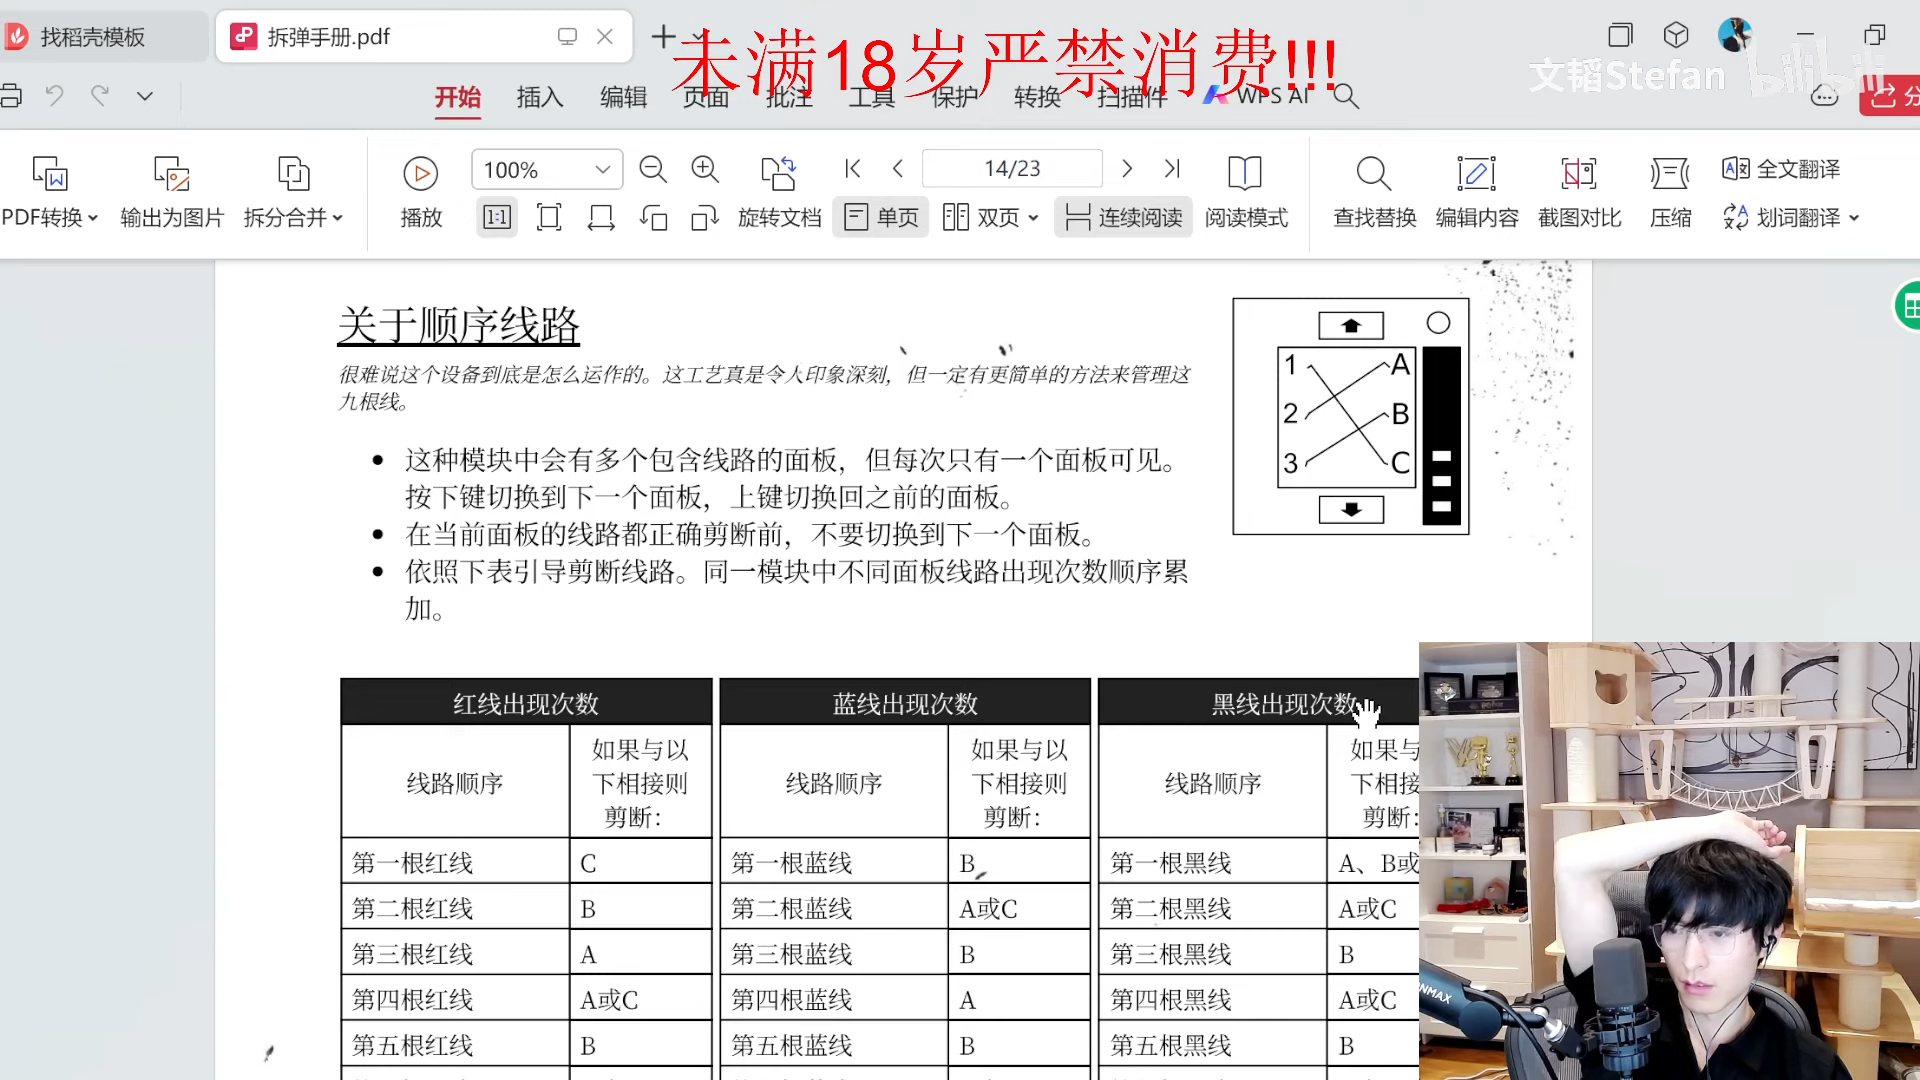 找稻壳模板
拆弹手册.pdf
未满18岁严禁消费!!!
文韬Stefan
bilibili
开始 插入 编辑 页面 批注 工具 保护 转换 扫描件 WPS AI
分
100%
14/23
全文翻译
PDF转换 输出为图片 拆分合并 播放 1:1 旋转文档 单页 双页 连续阅读 阅读模式 查找替换 编辑内容 截图对比 压缩 划词翻译
关于顺序线路
很难说这个设备到底是怎么运作的。这工艺真是令人印象深刻，但一定有更简单的方法来管理这
九根线。
1 A
2 B
3 C
• 这种模块中会有多个包含线路的面板，但每次只有一个面板可见。
按下键切换到下一个面板，上键切换回之前的面板。
• 在当前面板的线路都正确剪断前，不要切换到下一个面板。
• 依照下表引导剪断线路。同一模块中不同面板线路出现次数顺序累
加。
红线出现次数 蓝线出现次数 黑线出现次数
线路顺序 如果与以下相接则剪断： 线路顺序 如果与以下相接则剪断： 线路顺序 如果与 下相接 剪断:
第一根红线 C 第一根蓝线 B 第一根黑线 A、B或
第二根红线 B 第二根蓝线 A或C 第二根黑线 A或C
第三根红线 A 第三根蓝线 B 第三根黑线 B
第四根红线 A或C 第四根蓝线 A 第四根黑线 A或C
第五根红线 B 第五根蓝线 B 第五根黑线 B